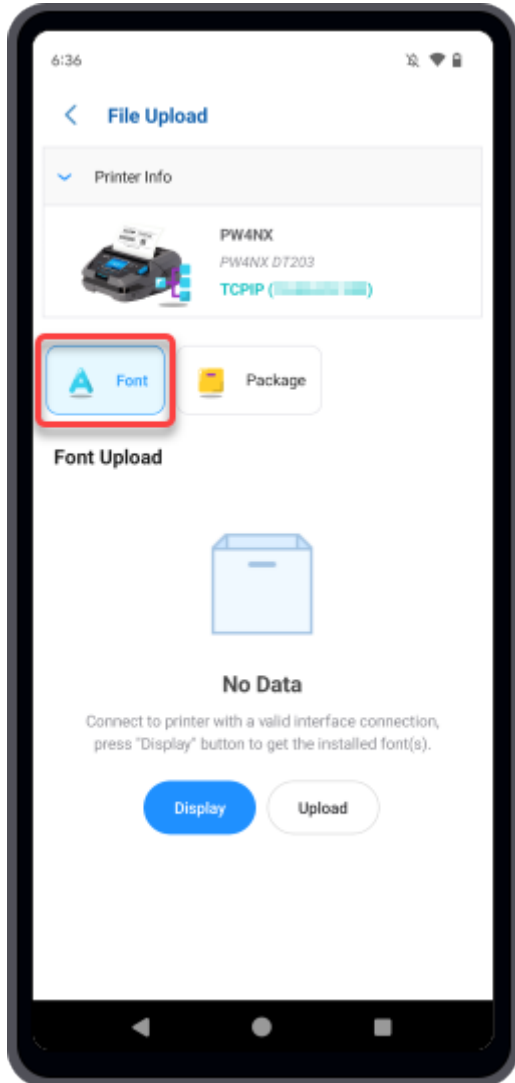 6:36
File Upload
Printer Info
PW4NX
PW4NX DT203
TCPIP (
)
Font
Package
Font Upload
No Data
Connect to printer with a valid interface connection,
press "Display" button to get the installed font(s).
Display
Upload